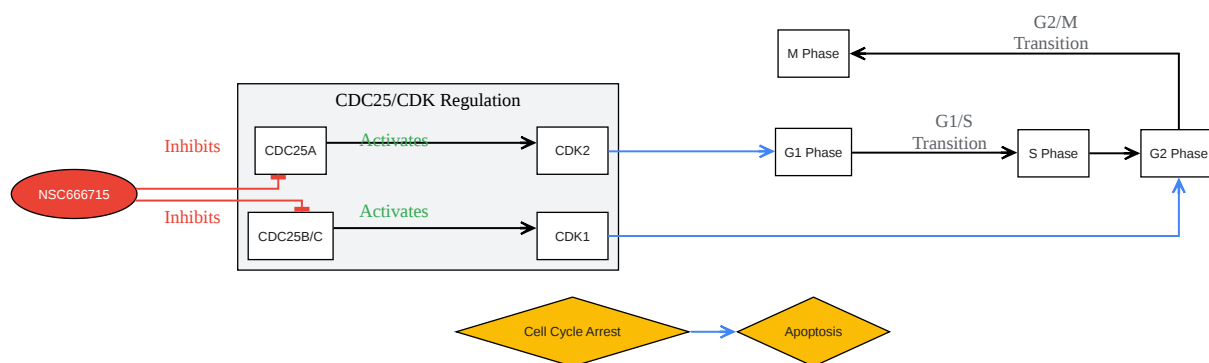 G2/M
Transition
M Phase
CDC25/CDK Regulation
Inhibits
CDC25A
Activates
CDK2
G1 Phase
G1/S
Transition
S Phase
G2 Phase
NSC666715
Inhibits
CDC25B/C
Activates
CDK1
Cell Cycle Arrest
Apoptosis